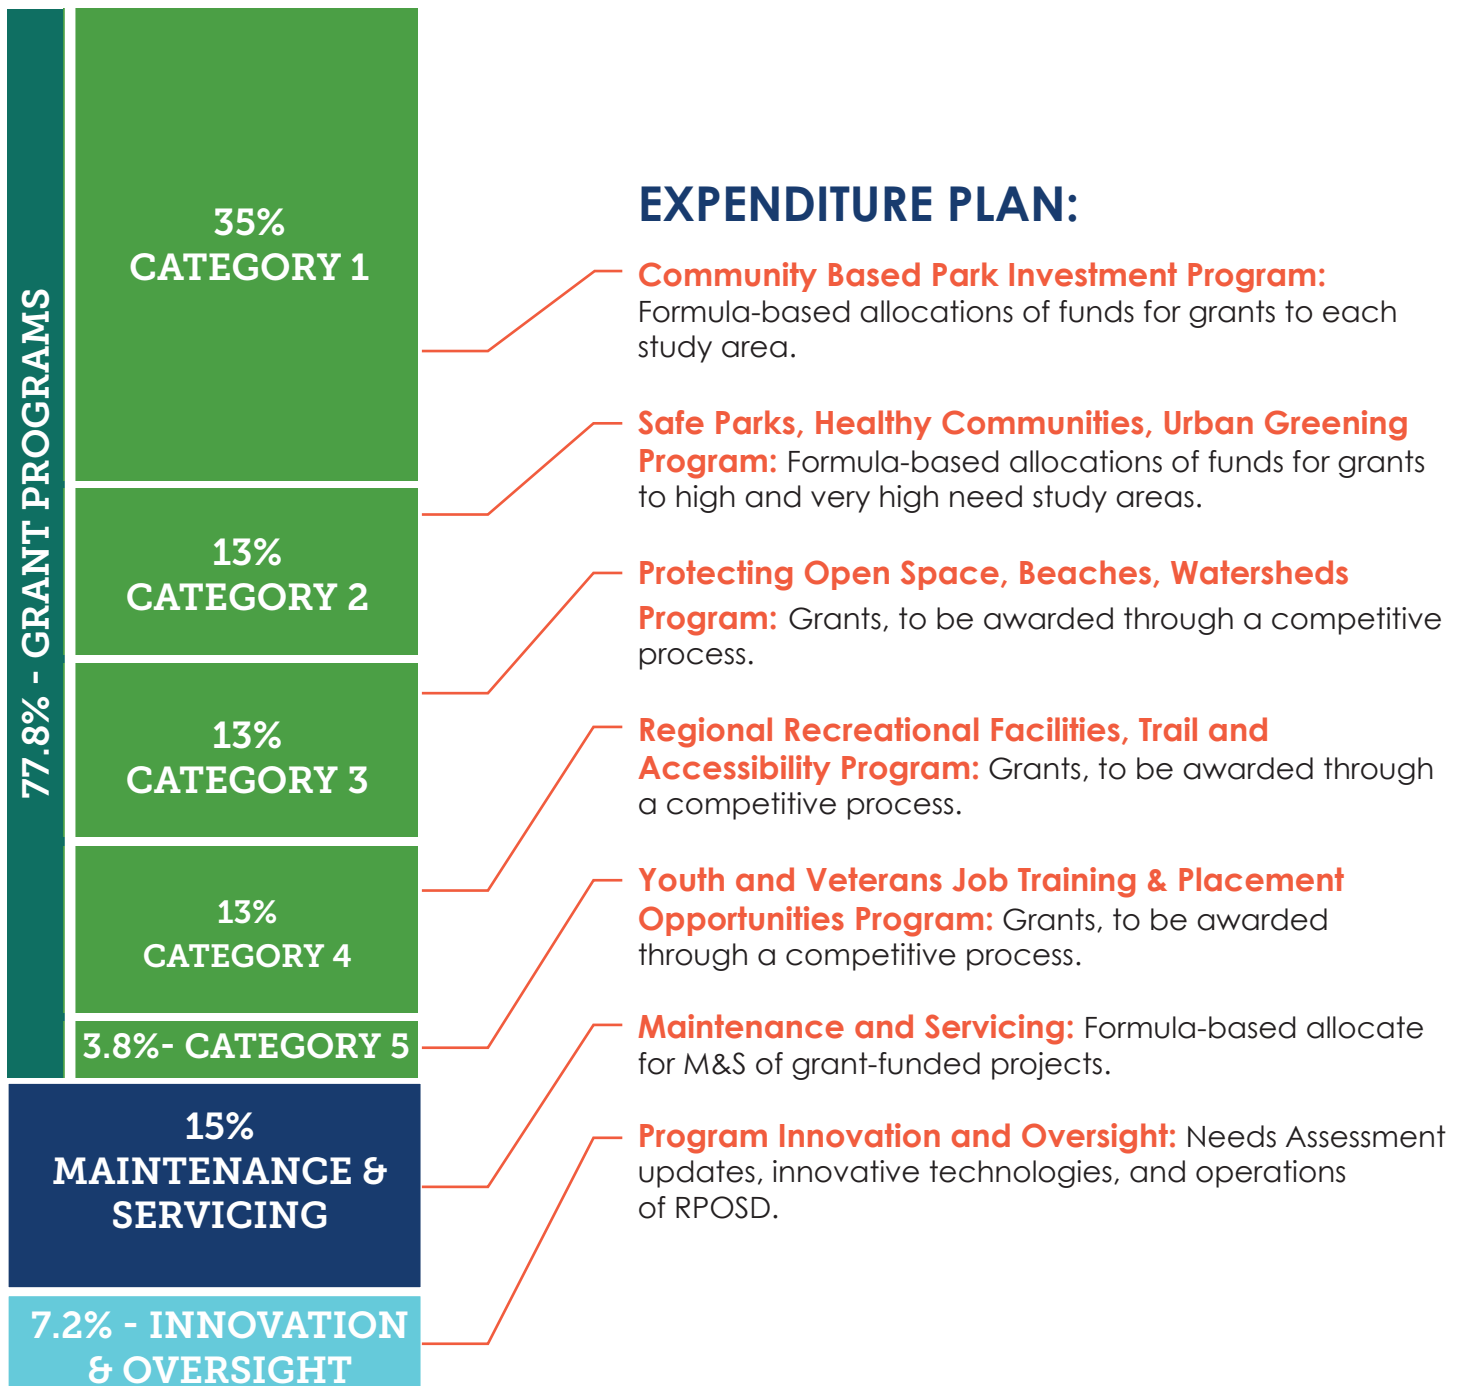 77.8% - GRANT PROGRAMS
35%
CATEGORY 1
13%
CATEGORY 2
13%
CATEGORY 3
13%
CATEGORY 4
3.8%- CATEGORY 5
15%
MAINTENANCE &
SERVICING
7.2% - INNOVATION
& OVERSIGHT
EXPENDITURE PLAN:
Community Based Park Investment Program:
Formula-based allocations of funds for grants to each
study area.
Safe Parks, Healthy Communities, Urban Greening
Program: Formula-based allocations of funds for grants
to high and very high need study areas.
Protecting Open Space, Beaches, Watersheds
Program: Grants, to be awarded through a competitive
process.
Regional Recreational Facilities, Trail and
Accessibility Program: Grants, to be awarded through
a competitive process.
Youth and Veterans Job Training & Placement
Opportunities Program: Grants, to be awarded
through a competitive process.
Maintenance and Servicing: Formula-based allocate
for M&S of grant-funded projects.
Program Innovation and Oversight: Needs Assessment
updates, innovative technologies, and operations
of RPOSD.